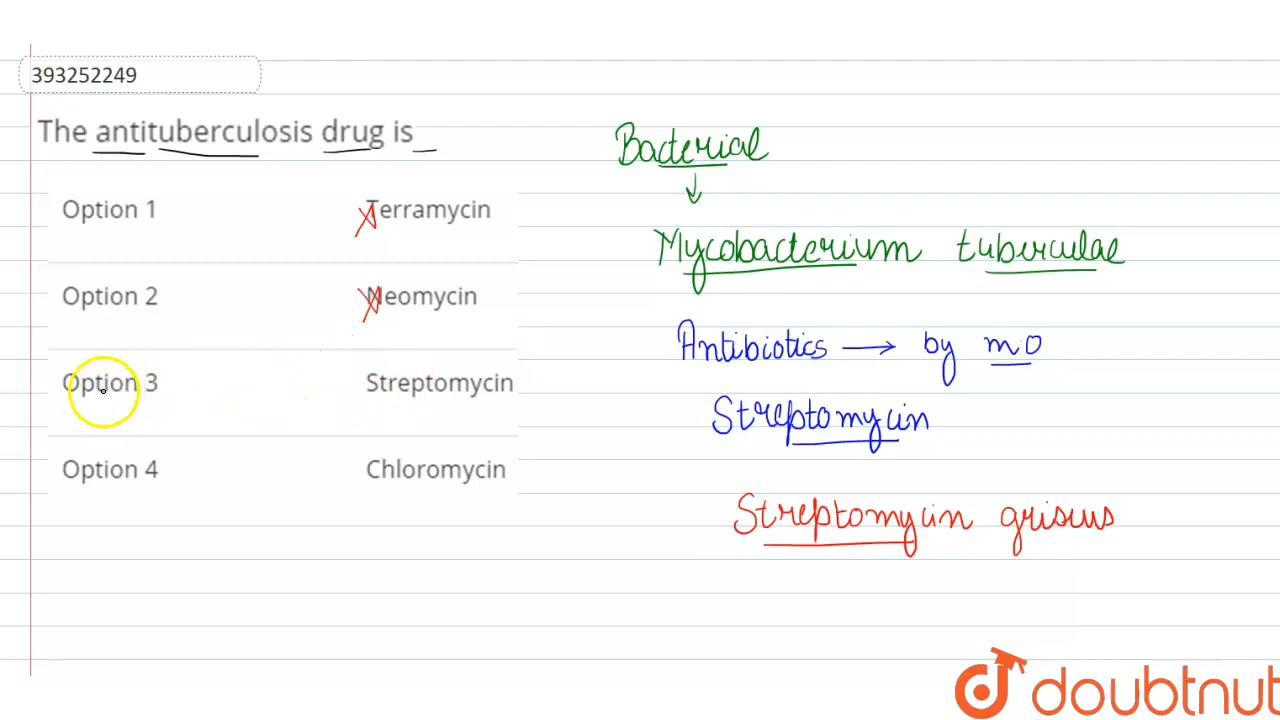 393252249
The antituberculosis drug is
Option 1 Terramycin
Option 2 Neomycin
Option 3 Streptomycin
Option 4 Chloromycin
Bacterial
↓
Mycobacterium tuberculae
Antibiotics → by mo
Streptomycin
Streptomycin griseus
doubtnut